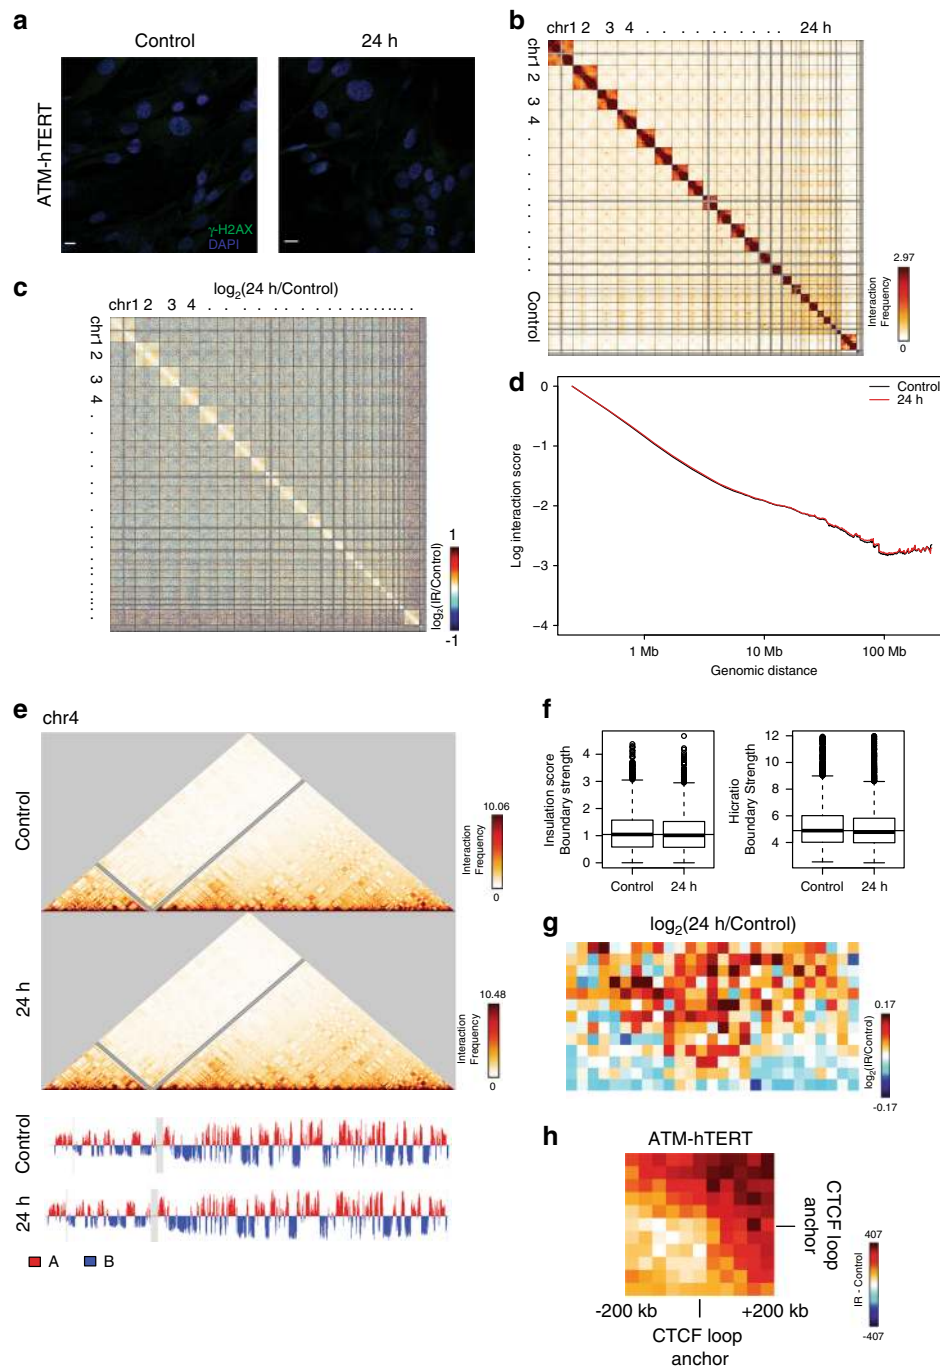 a
Control
24 h
ATM-hTERT
γ-H2AX
DAPI
b
chr1 2 3 4 . . . . . . . . . . . . 24 h
chr1 2 3 4 . . . . . . . . Control
2.97
Interaction
Frequency
0
c
log2(24 h/Control)
chr1 2 3 4 . . . . . . . . . . . . . . . . . .
chr1 2 3 4 . . . . . . . . . . . . . . . . . .
1
log2(IR/Control)
-1
d
0
−1
−2
−3
−4
Log interaction score
Control
24 h
1 Mb
10 Mb
100 Mb
Genomic distance
e
chr4
Control
10.06
Interaction
Frequency
0
24 h
10.48
Interaction
Frequency
0
Control
24 h
A
B
f
Insulation score
Boundary strength
4
3
2
1
0
Control
24 h
Hicratio
Boundary Strength
12
10
8
6
4
Control
24 h
g
log2(24 h/Control)
0.17
log2(IR/Control)
-0.17
h
ATM-hTERT
CTCF loop
anchor
-200 kb
+200 kb
CTCF loop
anchor
407
IR - Control
-407